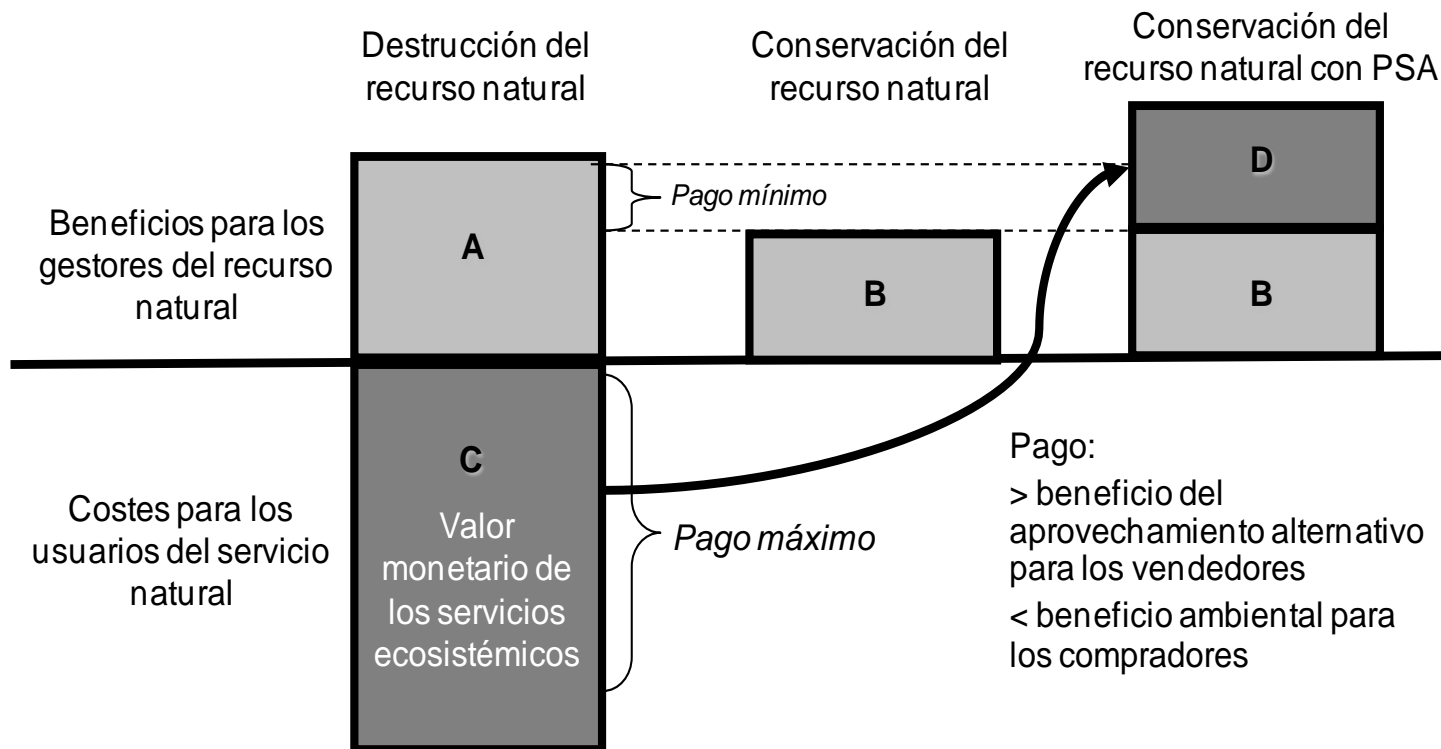 Destrucción del
recurso natural
Conservación del
recurso natural
Conservación del
recurso natural con PSA
Beneficios para los
gestores del recurso
natural
A
Pago mínimo
B
D
B
Costes para los
usuarios del servicio
natural
C
Valor
monetario de
los servicios
ecosistémicos
Pago máximo
Pago:
> beneficio del
aprovechamiento alternativo
para los vendedores
< beneficio ambiental para
los compradores